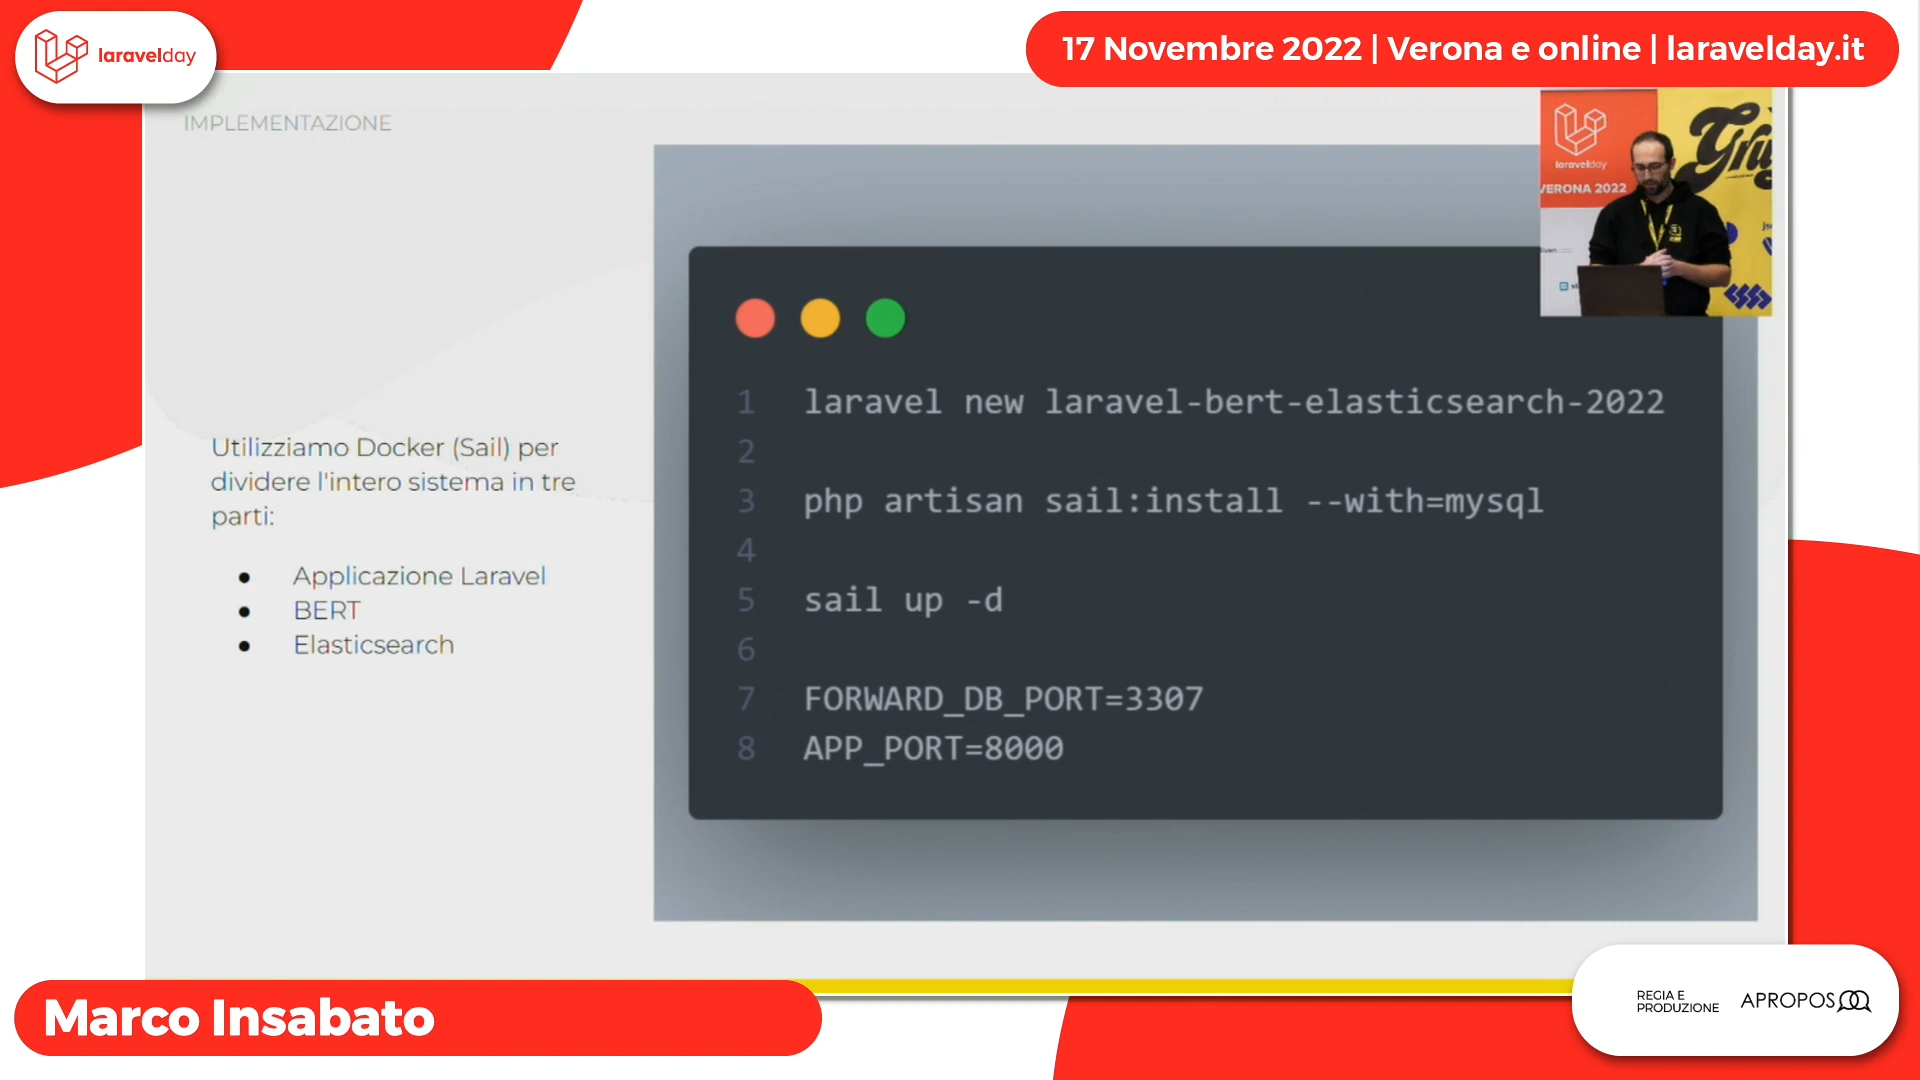 laravelday
17 Novembre 2022 | Verona e online | laravelday.it
IMPLEMENTAZIONE
laravelday
VERONA 2022
Utilizziamo Docker (Sail) per
dividere l'intero sistema in tre
parti:
● Applicazione Laravel
● BERT
● Elasticsearch
1 laravel new laravel-bert-elasticsearch-2022
2
3 php artisan sail:install --with=mysql
4
5 sail up -d
6
7 FORWARD_DB_PORT=3307
8 APP_PORT=8000
Marco Insabato
REGIA E
PRODUZIONE
APROPOS